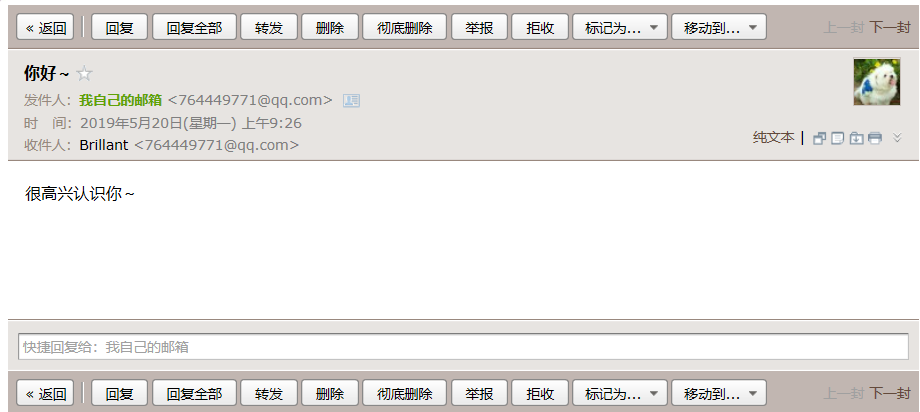 « 返回 回复 回复全部 转发 删除 彻底删除 举报 拒收 标记为... 移动到... 上一封 下一封
你好~
发件人：我自己的邮箱 <764449771@qq.com>
时 间：2019年5月20日(星期一) 上午9:26
收件人：Brillant <764449771@qq.com>
纯文本 |
很高兴认识你~
快捷回复给：我自己的邮箱
« 返回 回复 回复全部 转发 删除 彻底删除 举报 拒收 标记为... 移动到... 上一封 下一封